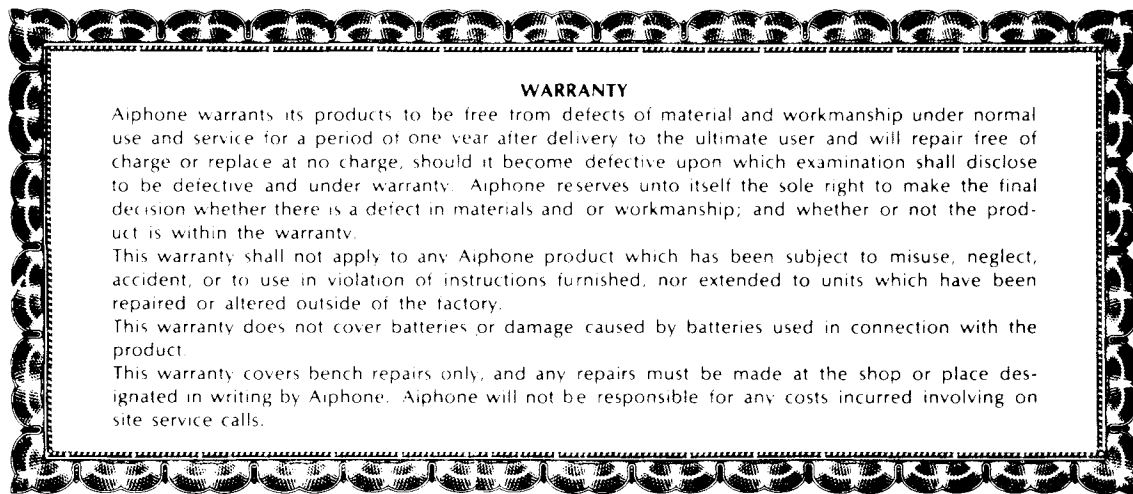 WARRANTY
Aiphone warrants its products to be free from defects of material and workmanship under normal
use and service for a period of one year after delivery to the ultimate user and will repair free of
charge or replace at no charge, should it become defective upon which examination shall disclose
to be defective and under warranty. Aiphone reserves unto itself the sole right to make the final
decision whether there is a defect in materials and or workmanship; and whether or not the prod-
uct is within the warranty.
This warranty shall not apply to any Aiphone product which has been subject to misuse, neglect,
accident, or to use in violation of instructions furnished, nor extended to units which have been
repaired or altered outside of the factory.
This warranty does not cover batteries or damage caused by batteries used in connection with the
product.
This warranty covers bench repairs only, and any repairs must be made at the shop or place des-
ignated in writing by Aiphone. Aiphone will not be responsible for any costs incurred involving on
site service calls.